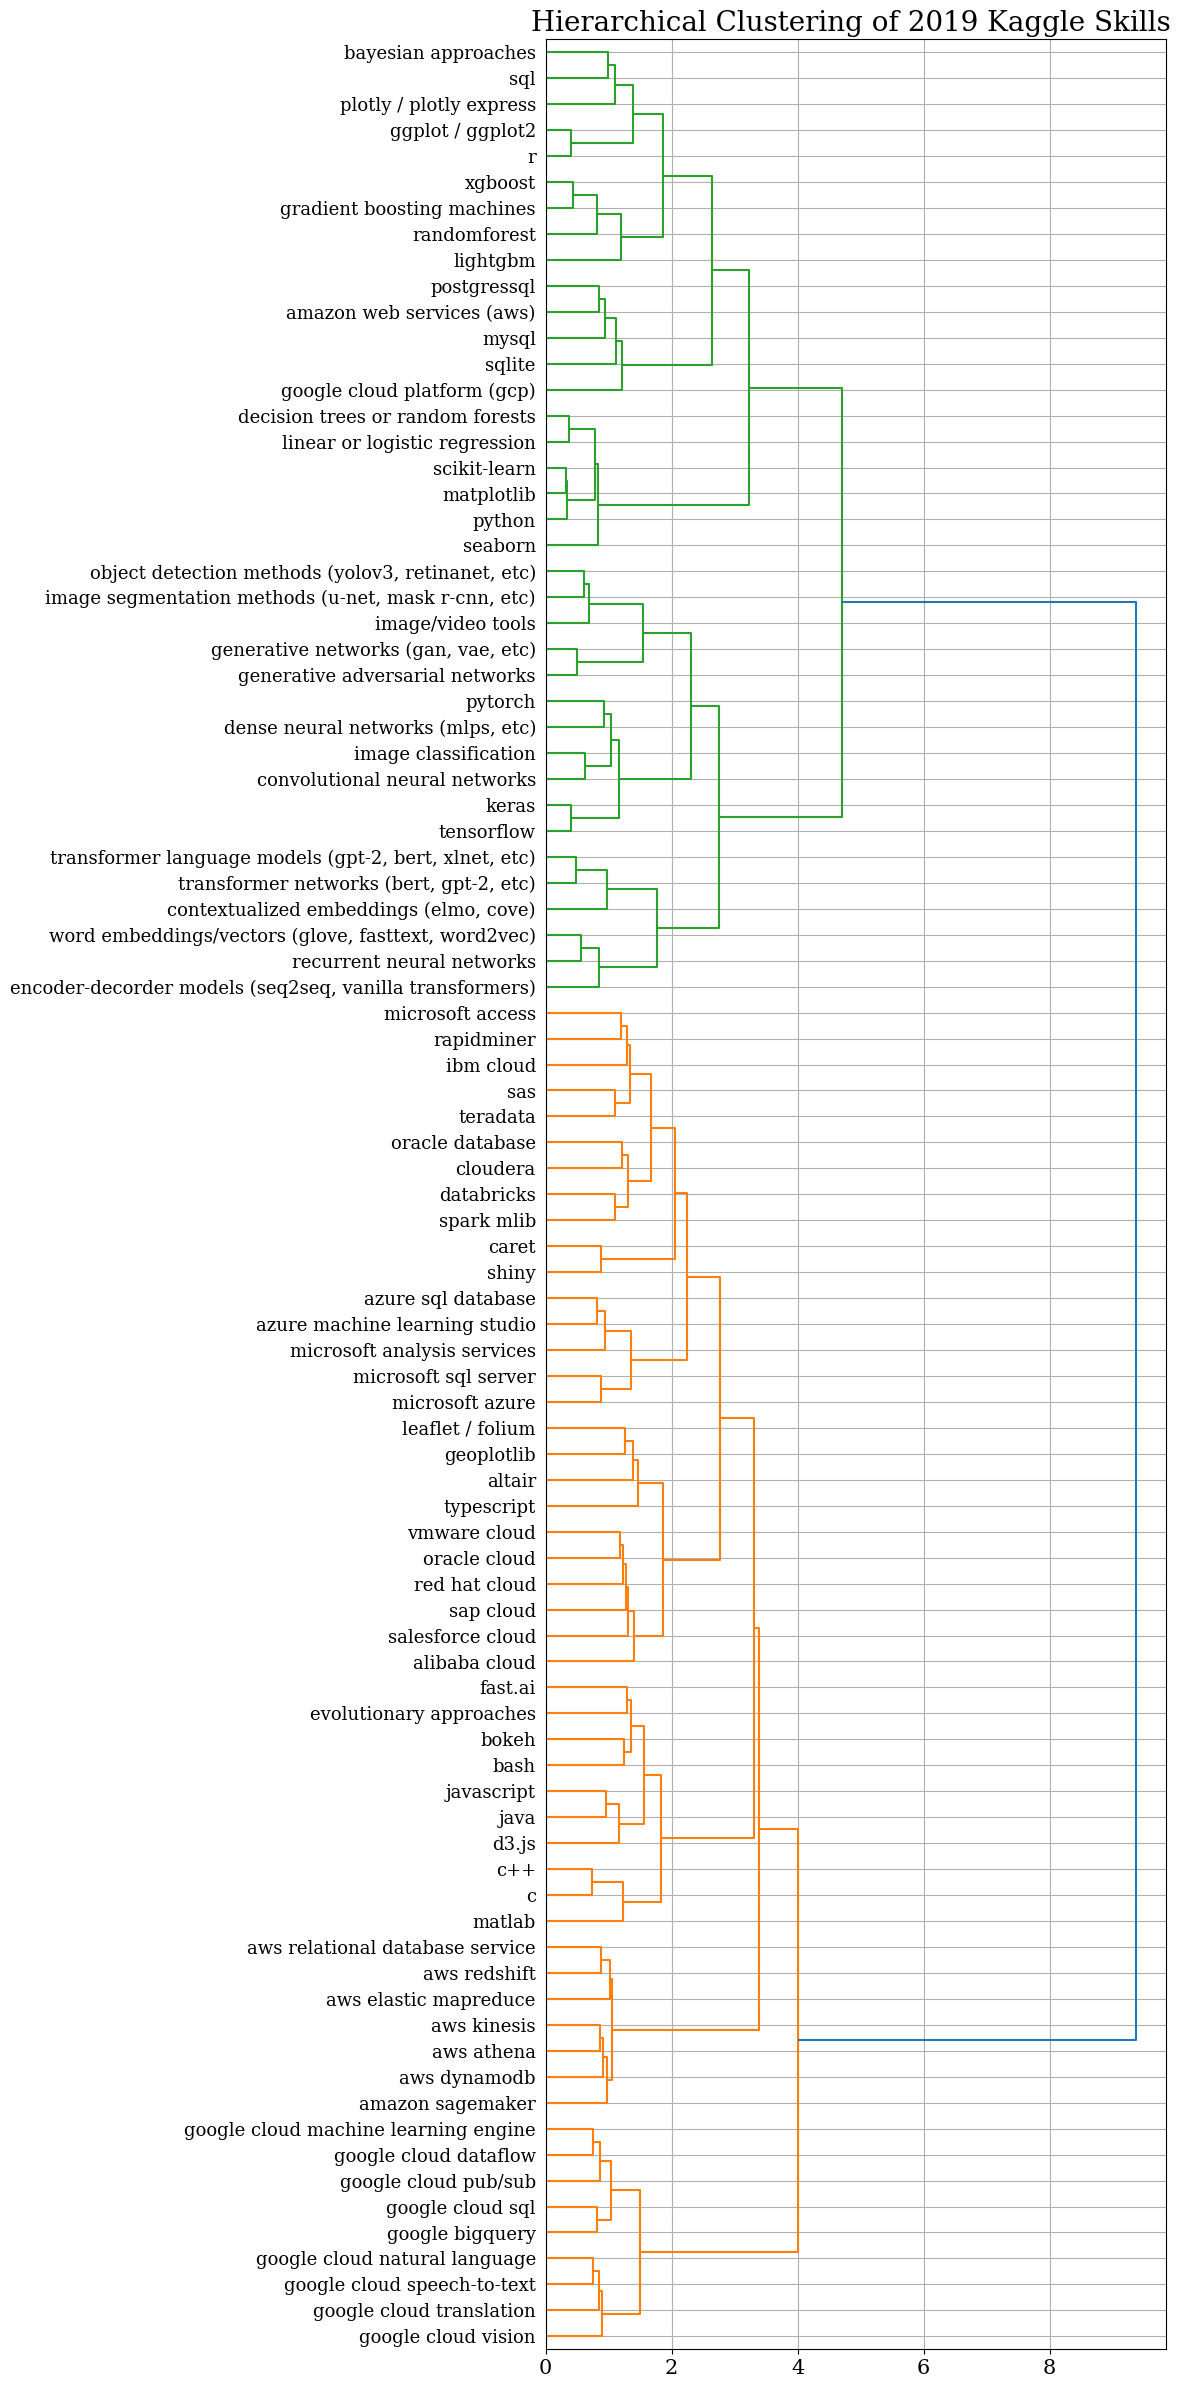 Hierarchical Clustering of 2019 Kaggle Skills
bayesian approaches
sql
plotly / plotly express
ggplot / ggplot2
r
xgboost
gradient boosting machines
randomforest
lightgbm
postgressql
amazon web services (aws)
mysql
sqlite
google cloud platform (gcp)
decision trees or random forests
linear or logistic regression
scikit-learn
matplotlib
python
seaborn
object detection methods (yolov3, retinanet, etc)
image segmentation methods (u-net, mask r-cnn, etc)
image/video tools
generative networks (gan, vae, etc)
generative adversarial networks
pytorch
dense neural networks (mlps, etc)
image classification
convolutional neural networks
keras
tensorflow
transformer language models (gpt-2, bert, xlnet, etc)
transformer networks (bert, gpt-2, etc)
contextualized embeddings (elmo, cove)
word embeddings/vectors (glove, fasttext, word2vec)
recurrent neural networks
encoder-decorder models (seq2seq, vanilla transformers)
microsoft access
rapidminer
ibm cloud
sas
teradata
oracle database
cloudera
databricks
spark mlib
caret
shiny
azure sql database
azure machine learning studio
microsoft analysis services
microsoft sql server
microsoft azure
leaflet / folium
geoplotlib
altair
typescript
vmware cloud
oracle cloud
red hat cloud
sap cloud
salesforce cloud
alibaba cloud
fast.ai
evolutionary approaches
bokeh
bash
javascript
java
d3.js
c++
c
matlab
aws relational database service
aws redshift
aws elastic mapreduce
aws kinesis
aws athena
aws dynamodb
amazon sagemaker
google cloud machine learning engine
google cloud dataflow
google cloud pub/sub
google cloud sql
google bigquery
google cloud natural language
google cloud speech-to-text
google cloud translation
google cloud vision
0 2 4 6 8